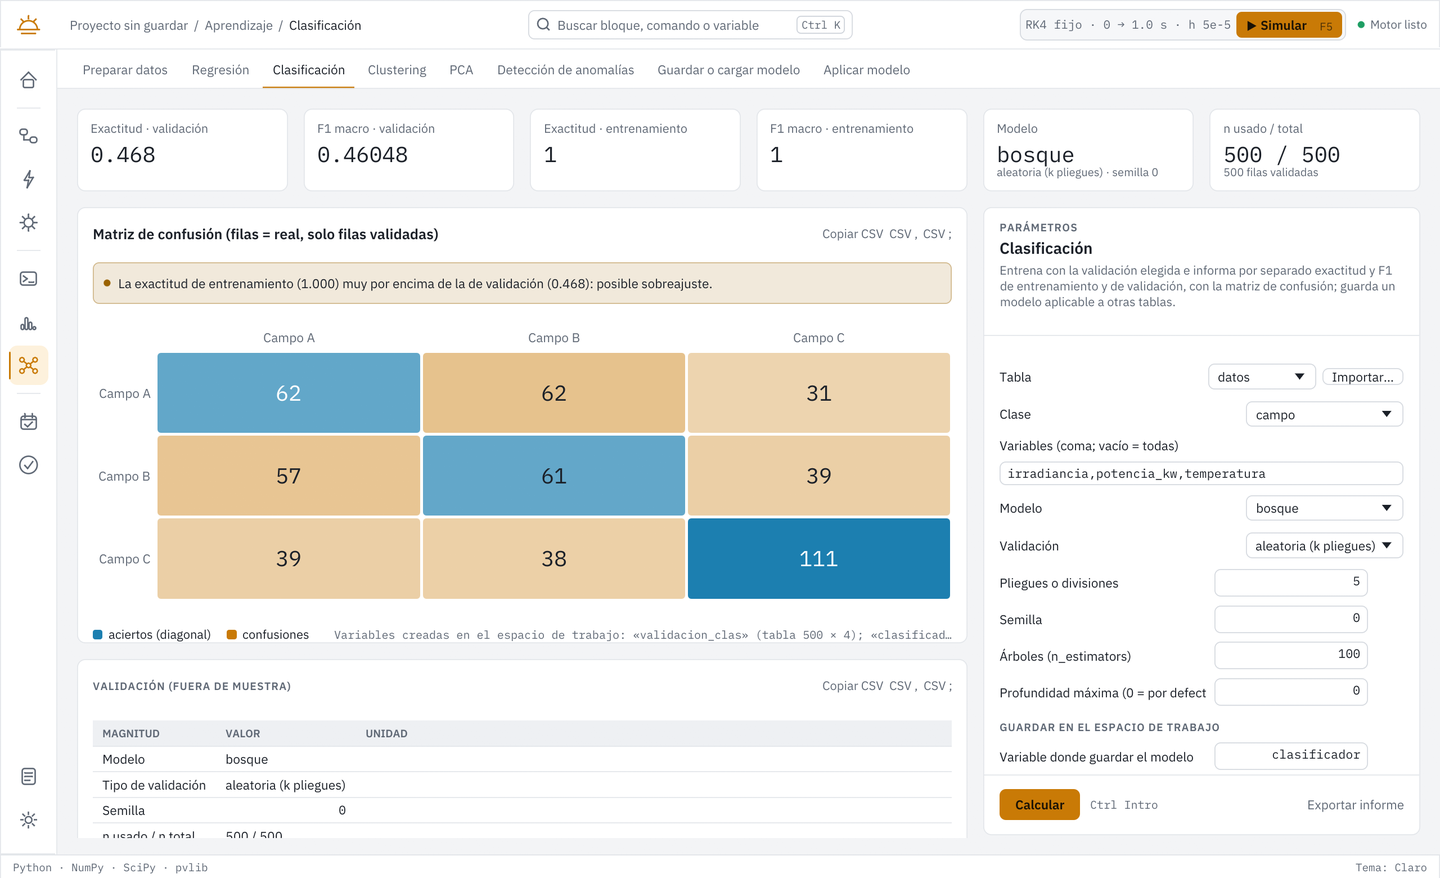 Proyecto sin guardar / Aprendizaje / Clasificación
Buscar bloque, comando o variable Ctrl K
RK4 fijo · 0 → 1.0 s · h 5e-5 ▶ Simular F5
Motor listo
Preparar datos Regresión Clasificación Clustering PCA Detección de anomalías Guardar o cargar modelo Aplicar modelo
Exactitud · validación
0.468
F1 macro · validación
0.46048
Exactitud · entrenamiento
1
F1 macro · entrenamiento
1
Modelo
bosque
aleatoria (k pliegues) · semilla 0
n usado / total
500 / 500
500 filas validadas
Matriz de confusión (filas = real, solo filas validadas)
Copiar CSV CSV , CSV ;
La exactitud de entrenamiento (1.000) muy por encima de la de validación (0.468): posible sobreajuste.
Campo A Campo B Campo C
Campo A 62 62 31
Campo B 57 61 39
Campo C 39 38 111
aciertos (diagonal) confusiones Variables creadas en el espacio de trabajo: «validacion_clas» (tabla 500 × 4); «clasificad…
VALIDACIÓN (FUERA DE MUESTRA)
Copiar CSV CSV , CSV ;
MAGNITUD VALOR UNIDAD
Modelo bosque
Tipo de validación aleatoria (k pliegues)
Semilla 0
n usado / n total 500 / 500
PARÁMETROS
Clasificación
Entrena con la validación elegida e informa por separado exactitud y F1
de entrenamiento y de validación, con la matriz de confusión; guarda un
modelo aplicable a otras tablas.
Tabla datos Importar...
Clase campo
Variables (coma; vacío = todas)
irradiancia,potencia_kw,temperatura
Modelo bosque
Validación aleatoria (k pliegues)
Pliegues o divisiones 5
Semilla 0
Árboles (n_estimators) 100
Profundidad máxima (0 = por defect 0
GUARDAR EN EL ESPACIO DE TRABAJO
Variable donde guardar el modelo clasificador
Calcular Ctrl Intro Exportar informe
Python · NumPy · SciPy · pvlib
Tema: Claro